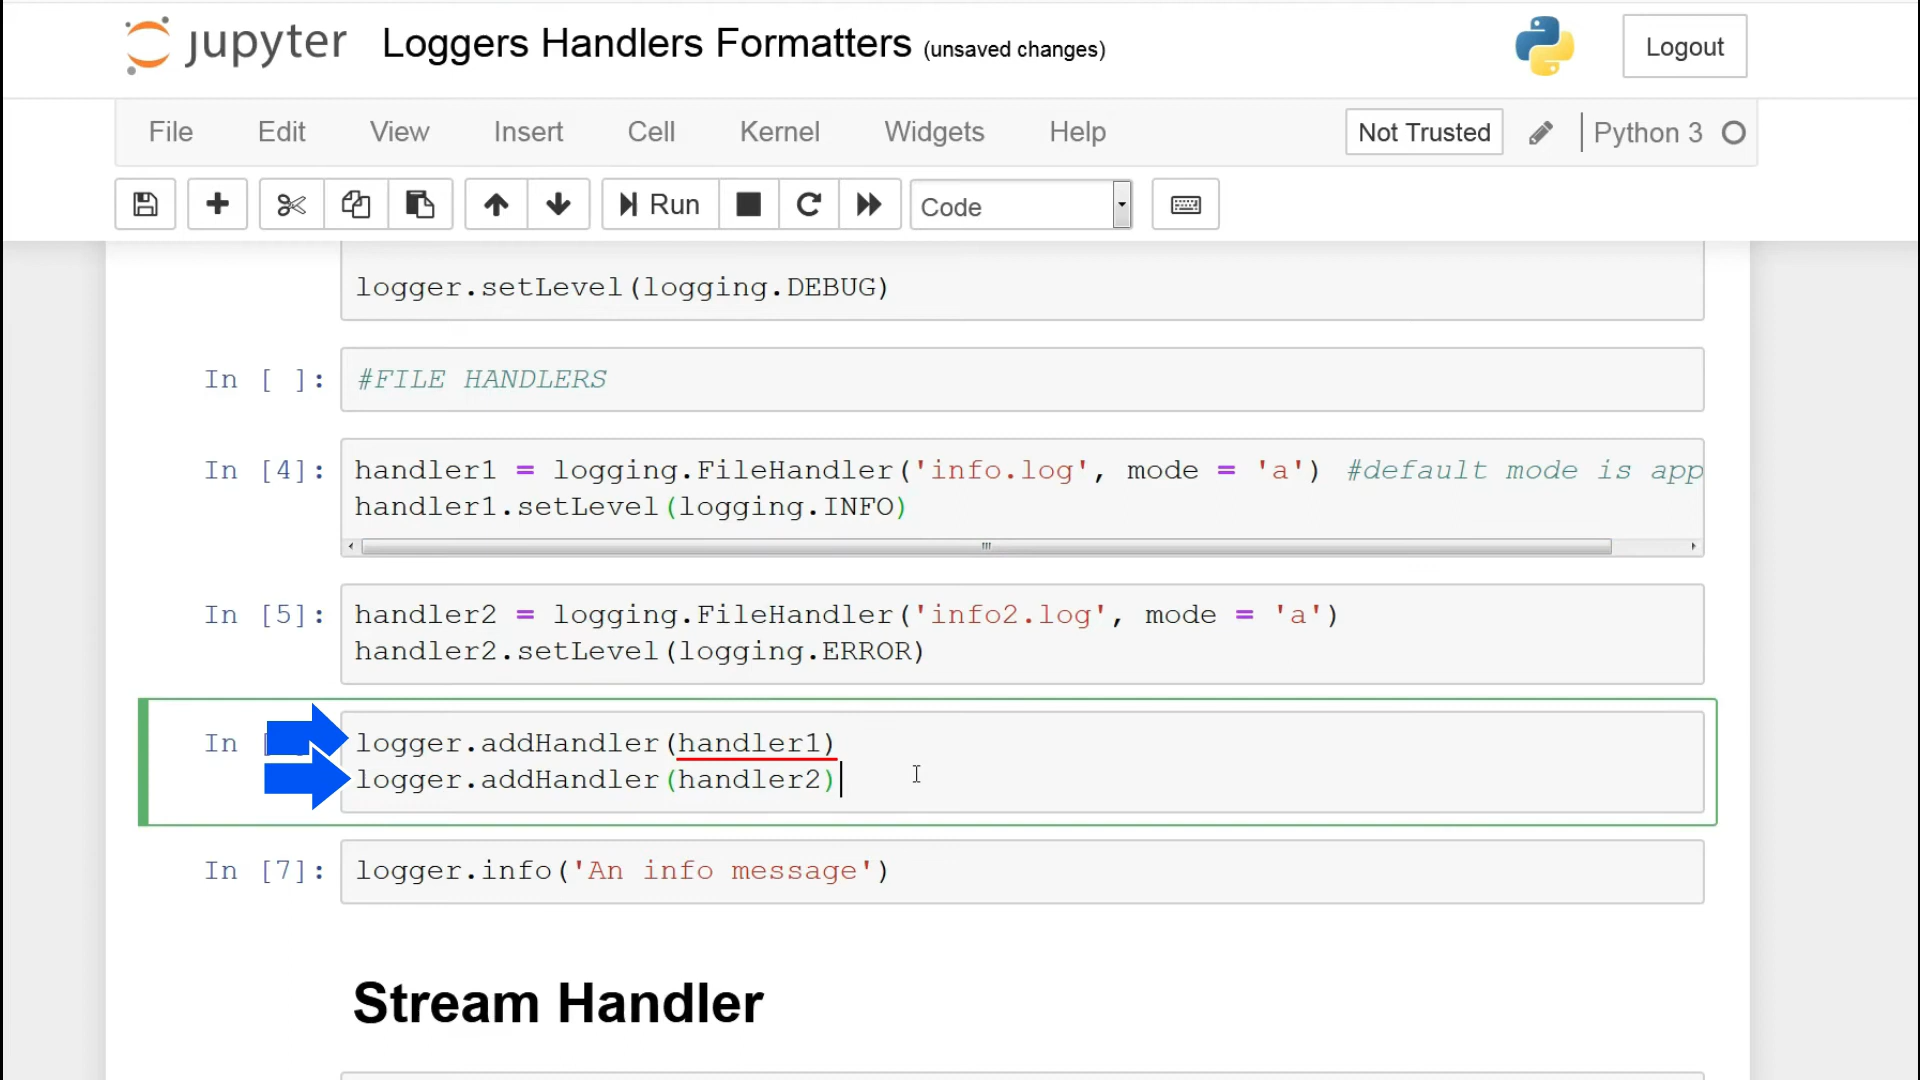 jupyter Loggers Handlers Formatters (unsaved changes) Logout
File Edit View Insert Cell Kernel Widgets Help Not Trusted Python 3
Run Code
logger.setLevel(logging.DEBUG)
In [ ]: #FILE HANDLERS
In [4]: handler1 = logging.FileHandler('info.log', mode = 'a') #default mode is app
handler1.setLevel(logging.INFO)
In [5]: handler2 = logging.FileHandler('info2.log', mode = 'a')
handler2.setLevel(logging.ERROR)
In [ logger.addHandler(handler1)
logger.addHandler(handler2)
In [7]: logger.info('An info message')
Stream Handler